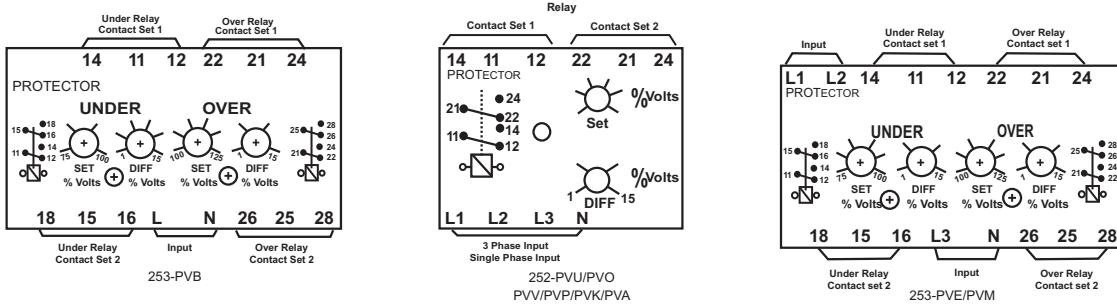 Under Relay
Contact Set 1
Over Relay
Contact Set 1
14 11 12 22 21 24
PROTECTOR
UNDER OVER
15 18 16 14 11 12
75 100 1 15 100 125 1 15
25 28 26 24 21 22
SET DIFF SET DIFF
% Volts % Volts % Volts % Volts
18 15 16 L N 26 25 28
Under Relay
Contact Set 2
Input
Over Relay
Contact Set 2
253-PVB
Relay
Contact Set 1 Contact Set 2
14 11 12 22 21 24
PROTECTOR
21 24 22
11 14 12
%Volts
Set
%Volts
1 15
DIFF
L1 L2 L3 N
3 Phase Input
Single Phase Input
252-PVU/PVO
PVV/PVP/PVK/PVA
Input
Under Relay
Contact set 1
Over Relay
Contact set 1
L1 L2 14 11 12 22 21 24
PROTECTOR
UNDER OVER
15 18 16 14 11 12
75 100 1 15 100 125 1 15
25 28 26 24 21 22
SET DIFF SET DIFF
% Volts % Volts % Volts % Volts
18 15 16 L3 N 26 25 28
Under Relay
Contact set 2
Input
Over Relay
Contact set 2
253-PVE/PVM